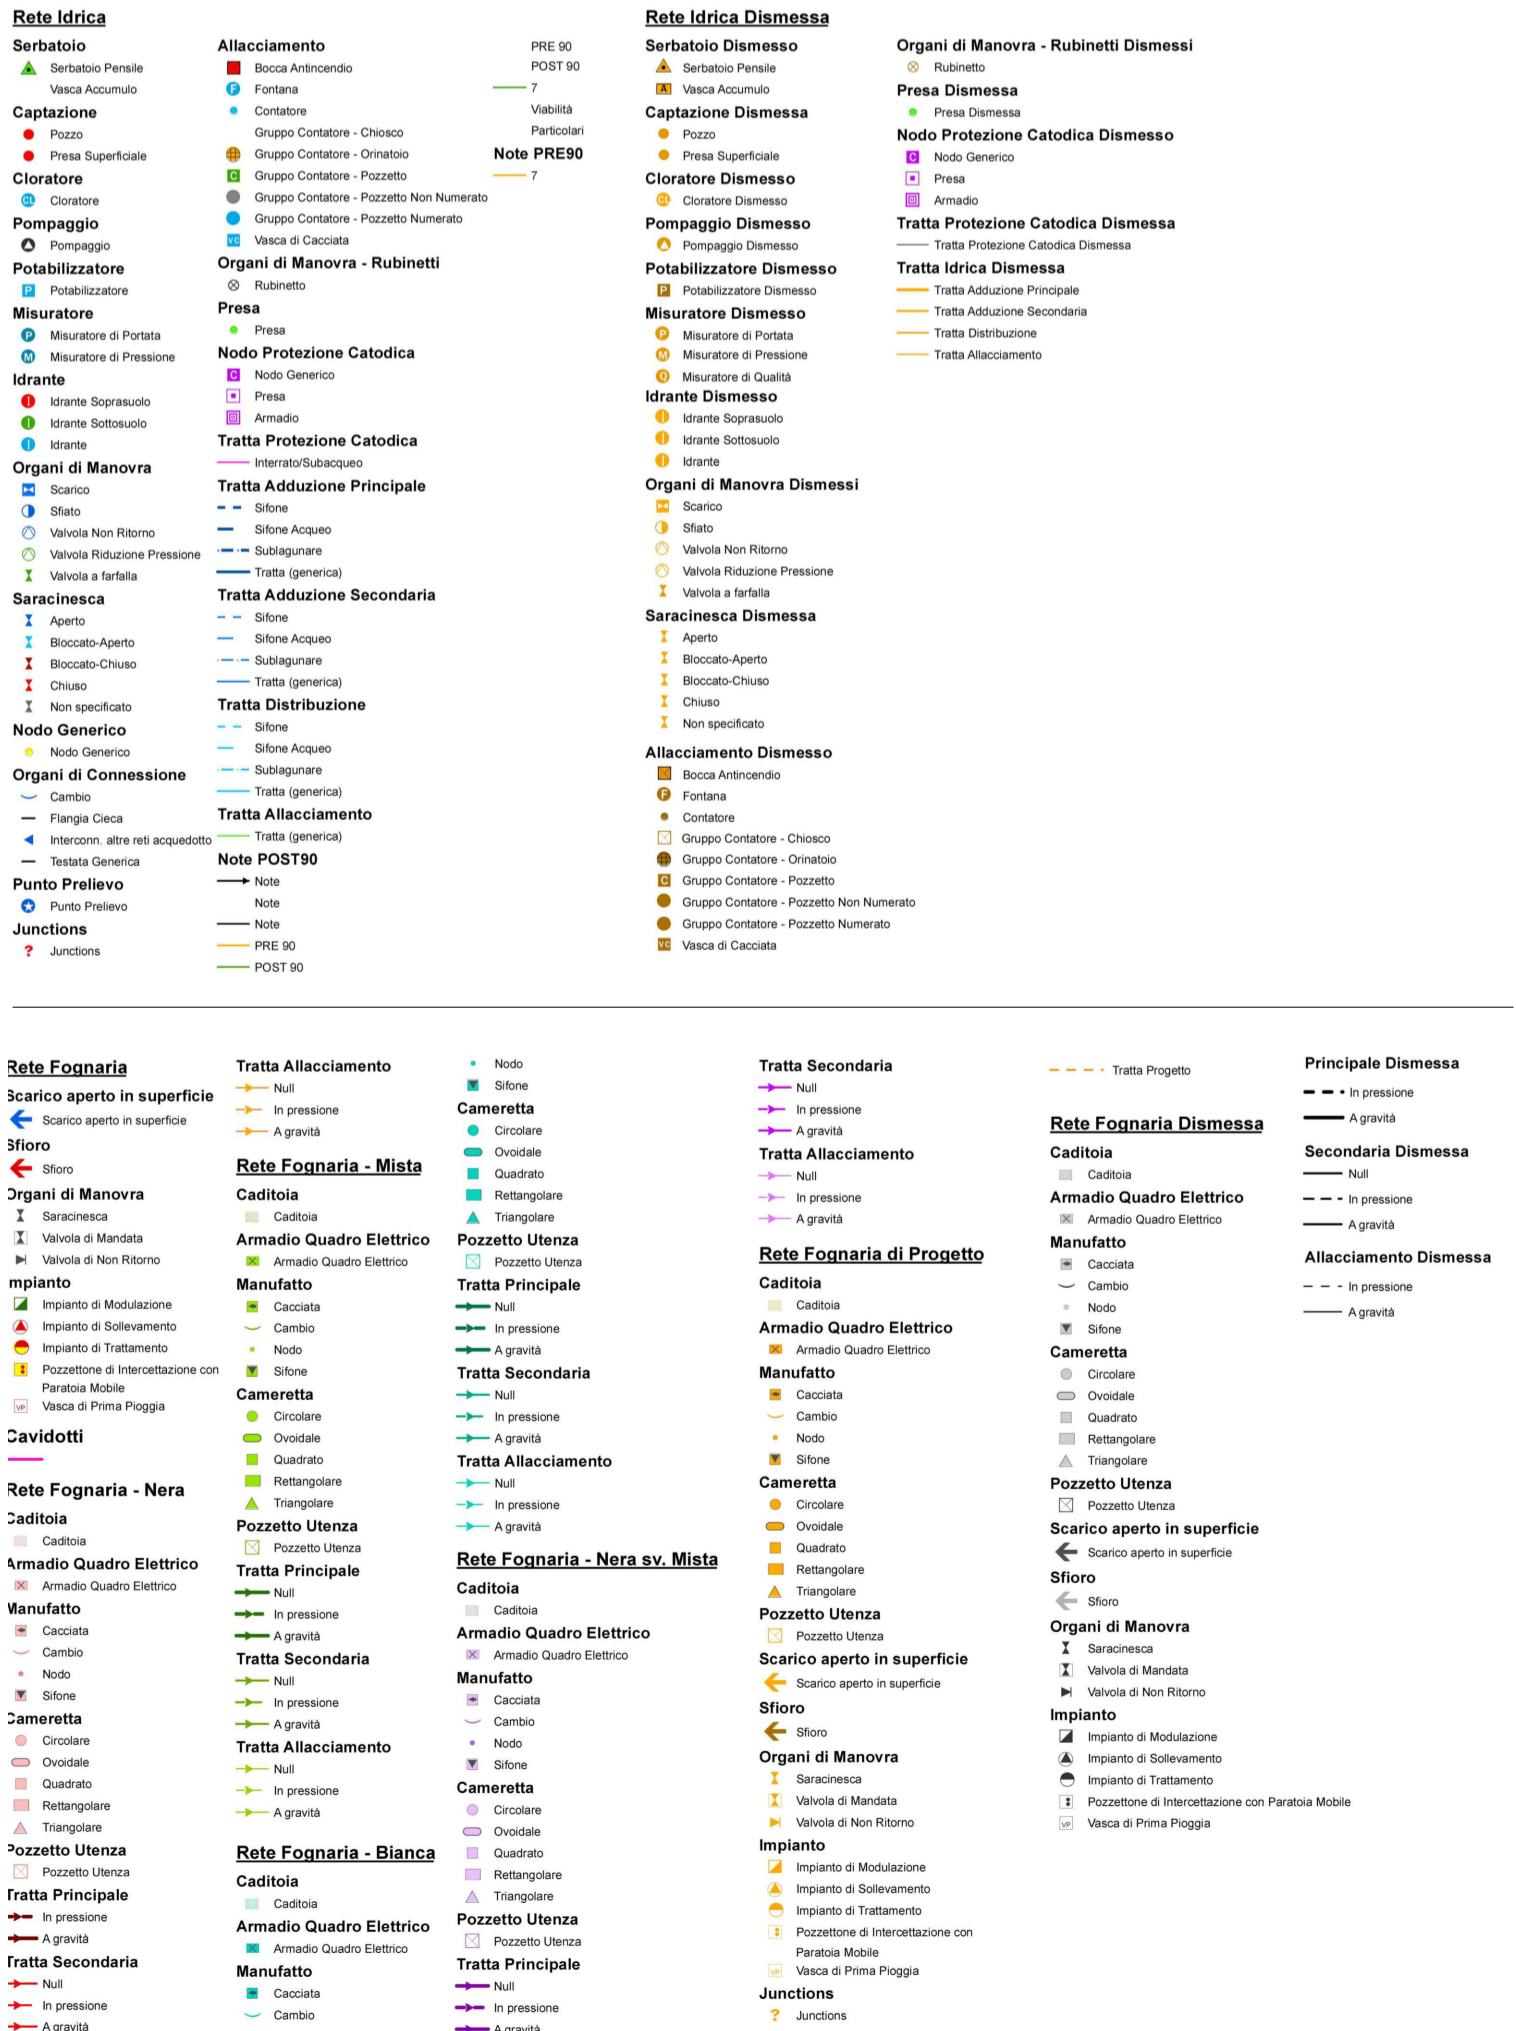 Rete Idrica
Serbatoio
Serbatoio Pensile
Vasca Accumulo
Captazione
Pozzo
Presa Superficiale
Cloratore
CL Cloratore
Pompaggio
Pompaggio
Potabilizzatore
P Potabilizzatore
Misuratore
P Misuratore di Portata
M Misuratore di Pressione
Idrante
Idrante Soprasuolo
Idrante Sottosuolo
Idrante
Organi di Manovra
Scarico
Sfiato
Valvola Non Ritorno
Valvola Riduzione Pressione
Valvola a farfalla
Saracinesca
Aperto
Bloccato-Aperto
Bloccato-Chiuso
Chiuso
Non specificato
Nodo Generico
Nodo Generico
Organi di Connessione
Cambio
Flangia Cieca
Interconn. altre reti acquedotto
Testata Generica
Punto Prelievo
Punto Prelievo
Junctions
? Junctions
Allacciamento
Bocca Antincendio
F Fontana
Contatore
Gruppo Contatore - Chiosco
Gruppo Contatore - Orinatoio
C Gruppo Contatore - Pozzetto
Gruppo Contatore - Pozzetto Non Numerato
Gruppo Contatore - Pozzetto Numerato
VC Vasca di Cacciata
Organi di Manovra - Rubinetti
Rubinetto
Presa
Presa
Nodo Protezione Catodica
C Nodo Generico
Presa
Armadio
Tratta Protezione Catodica
Interrato/Subacqueo
Tratta Adduzione Principale
Sifone
Sifone Acqueo
Sublagunare
Tratta (generica)
Tratta Adduzione Secondaria
Sifone
Sifone Acqueo
Sublagunare
Tratta (generica)
Tratta Distribuzione
Sifone
Sifone Acqueo
Sublagunare
Tratta (generica)
Tratta Allacciamento
Tratta (generica)
Note POST90
Note
Note
Note
PRE 90
POST 90
PRE 90
POST 90
7
Viabilità
Particolari
Note PRE90
7
Rete Idrica Dismessa
Serbatoio Dismesso
Serbatoio Pensile
A Vasca Accumulo
Captazione Dismessa
Pozzo
Presa Superficiale
Cloratore Dismesso
CL Cloratore Dismesso
Pompaggio Dismesso
Pompaggio Dismesso
Potabilizzatore Dismesso
P Potabilizzatore Dismesso
Misuratore Dismesso
P Misuratore di Portata
M Misuratore di Pressione
Q Misuratore di Qualità
Idrante Dismesso
Idrante Soprasuolo
Idrante Sottosuolo
Idrante
Organi di Manovra Dismessi
Scarico
Sfiato
Valvola Non Ritorno
Valvola Riduzione Pressione
Valvola a farfalla
Saracinesca Dismessa
Aperto
Bloccato-Aperto
Bloccato-Chiuso
Chiuso
Non specificato
Allacciamento Dismesso
Bocca Antincendio
F Fontana
Contatore
Gruppo Contatore - Chiosco
Gruppo Contatore - Orinatoio
C Gruppo Contatore - Pozzetto
Gruppo Contatore - Pozzetto Non Numerato
Gruppo Contatore - Pozzetto Numerato
VC Vasca di Cacciata
Organi di Manovra - Rubinetti Dismessi
Rubinetto
Presa Dismessa
Presa Dismessa
Nodo Protezione Catodica Dismesso
C Nodo Generico
Presa
Armadio
Tratta Protezione Catodica Dismessa
Tratta Protezione Catodica Dismessa
Tratta Idrica Dismessa
Tratta Adduzione Principale
Tratta Adduzione Secondaria
Tratta Distribuzione
Tratta Allacciamento
Rete Fognaria
Scarico aperto in superficie
Scarico aperto in superficie
Sfioro
Sfioro
Organi di Manovra
Saracinesca
Valvola di Mandata
Valvola di Non Ritorno
mpianto
Impianto di Modulazione
Impianto di Sollevamento
Impianto di Trattamento
Pozzettone di Intercettazione con
Paratoia Mobile
VP Vasca di Prima Pioggia
Cavidotti
Rete Fognaria - Nera
Caditoia
Caditoia
Armadio Quadro Elettrico
Armadio Quadro Elettrico
Manufatto
Cacciata
Cambio
Nodo
Sifone
Cameretta
Circolare
Ovoidale
Quadrato
Rettangolare
Triangolare
Pozzetto Utenza
Pozzetto Utenza
Tratta Principale
In pressione
A gravità
Tratta Secondaria
Null
In pressione
A gravità
Tratta Allacciamento
Null
In pressione
A gravità
Rete Fognaria - Mista
Caditoia
Caditoia
Armadio Quadro Elettrico
Armadio Quadro Elettrico
Manufatto
Cacciata
Cambio
Nodo
Sifone
Cameretta
Circolare
Ovoidale
Quadrato
Rettangolare
Triangolare
Pozzetto Utenza
Pozzetto Utenza
Tratta Principale
Null
In pressione
A gravità
Tratta Secondaria
Null
In pressione
A gravità
Tratta Allacciamento
Null
In pressione
A gravità
Rete Fognaria - Bianca
Caditoia
Caditoia
Armadio Quadro Elettrico
Armadio Quadro Elettrico
Manufatto
Cacciata
Cambio
Nodo
Sifone
Cameretta
Circolare
Ovoidale
Quadrato
Rettangolare
Triangolare
Pozzetto Utenza
Pozzetto Utenza
Tratta Principale
Null
In pressione
A gravità
Tratta Secondaria
Null
In pressione
A gravità
Tratta Allacciamento
Null
In pressione
A gravità
Rete Fognaria - Nera sv. Mista
Caditoia
Caditoia
Armadio Quadro Elettrico
Armadio Quadro Elettrico
Manufatto
Cacciata
Cambio
Nodo
Sifone
Cameretta
Circolare
Ovoidale
Quadrato
Rettangolare
Triangolare
Pozzetto Utenza
Pozzetto Utenza
Tratta Principale
Null
In pressione
A gravità
Tratta Secondaria
Null
In pressione
A gravità
Tratta Allacciamento
Null
In pressione
A gravità
Rete Fognaria di Progetto
Caditoia
Caditoia
Armadio Quadro Elettrico
Armadio Quadro Elettrico
Manufatto
Cacciata
Cambio
Nodo
Sifone
Cameretta
Circolare
Ovoidale
Quadrato
Rettangolare
Triangolare
Pozzetto Utenza
Pozzetto Utenza
Scarico aperto in superficie
Scarico aperto in superficie
Sfioro
Sfioro
Organi di Manovra
Saracinesca
Valvola di Mandata
Valvola di Non Ritorno
Impianto
Impianto di Modulazione
Impianto di Sollevamento
Impianto di Trattamento
Pozzettone di Intercettazione con
Paratoia Mobile
VP Vasca di Prima Pioggia
Junctions
? Junctions
Tratta Progetto
Rete Fognaria Dismessa
Caditoia
Caditoia
Armadio Quadro Elettrico
Armadio Quadro Elettrico
Manufatto
Cacciata
Cambio
Nodo
Sifone
Cameretta
Circolare
Ovoidale
Quadrato
Rettangolare
Triangolare
Pozzetto Utenza
Pozzetto Utenza
Scarico aperto in superficie
Scarico aperto in superficie
Sfioro
Sfioro
Organi di Manovra
Saracinesca
Valvola di Mandata
Valvola di Non Ritorno
Impianto
Impianto di Modulazione
Impianto di Sollevamento
Impianto di Trattamento
Pozzettone di Intercettazione con Paratoia Mobile
VP Vasca di Prima Pioggia
Principale Dismessa
In pressione
A gravità
Secondaria Dismessa
Null
In pressione
A gravità
Allacciamento Dismessa
In pressione
A gravità